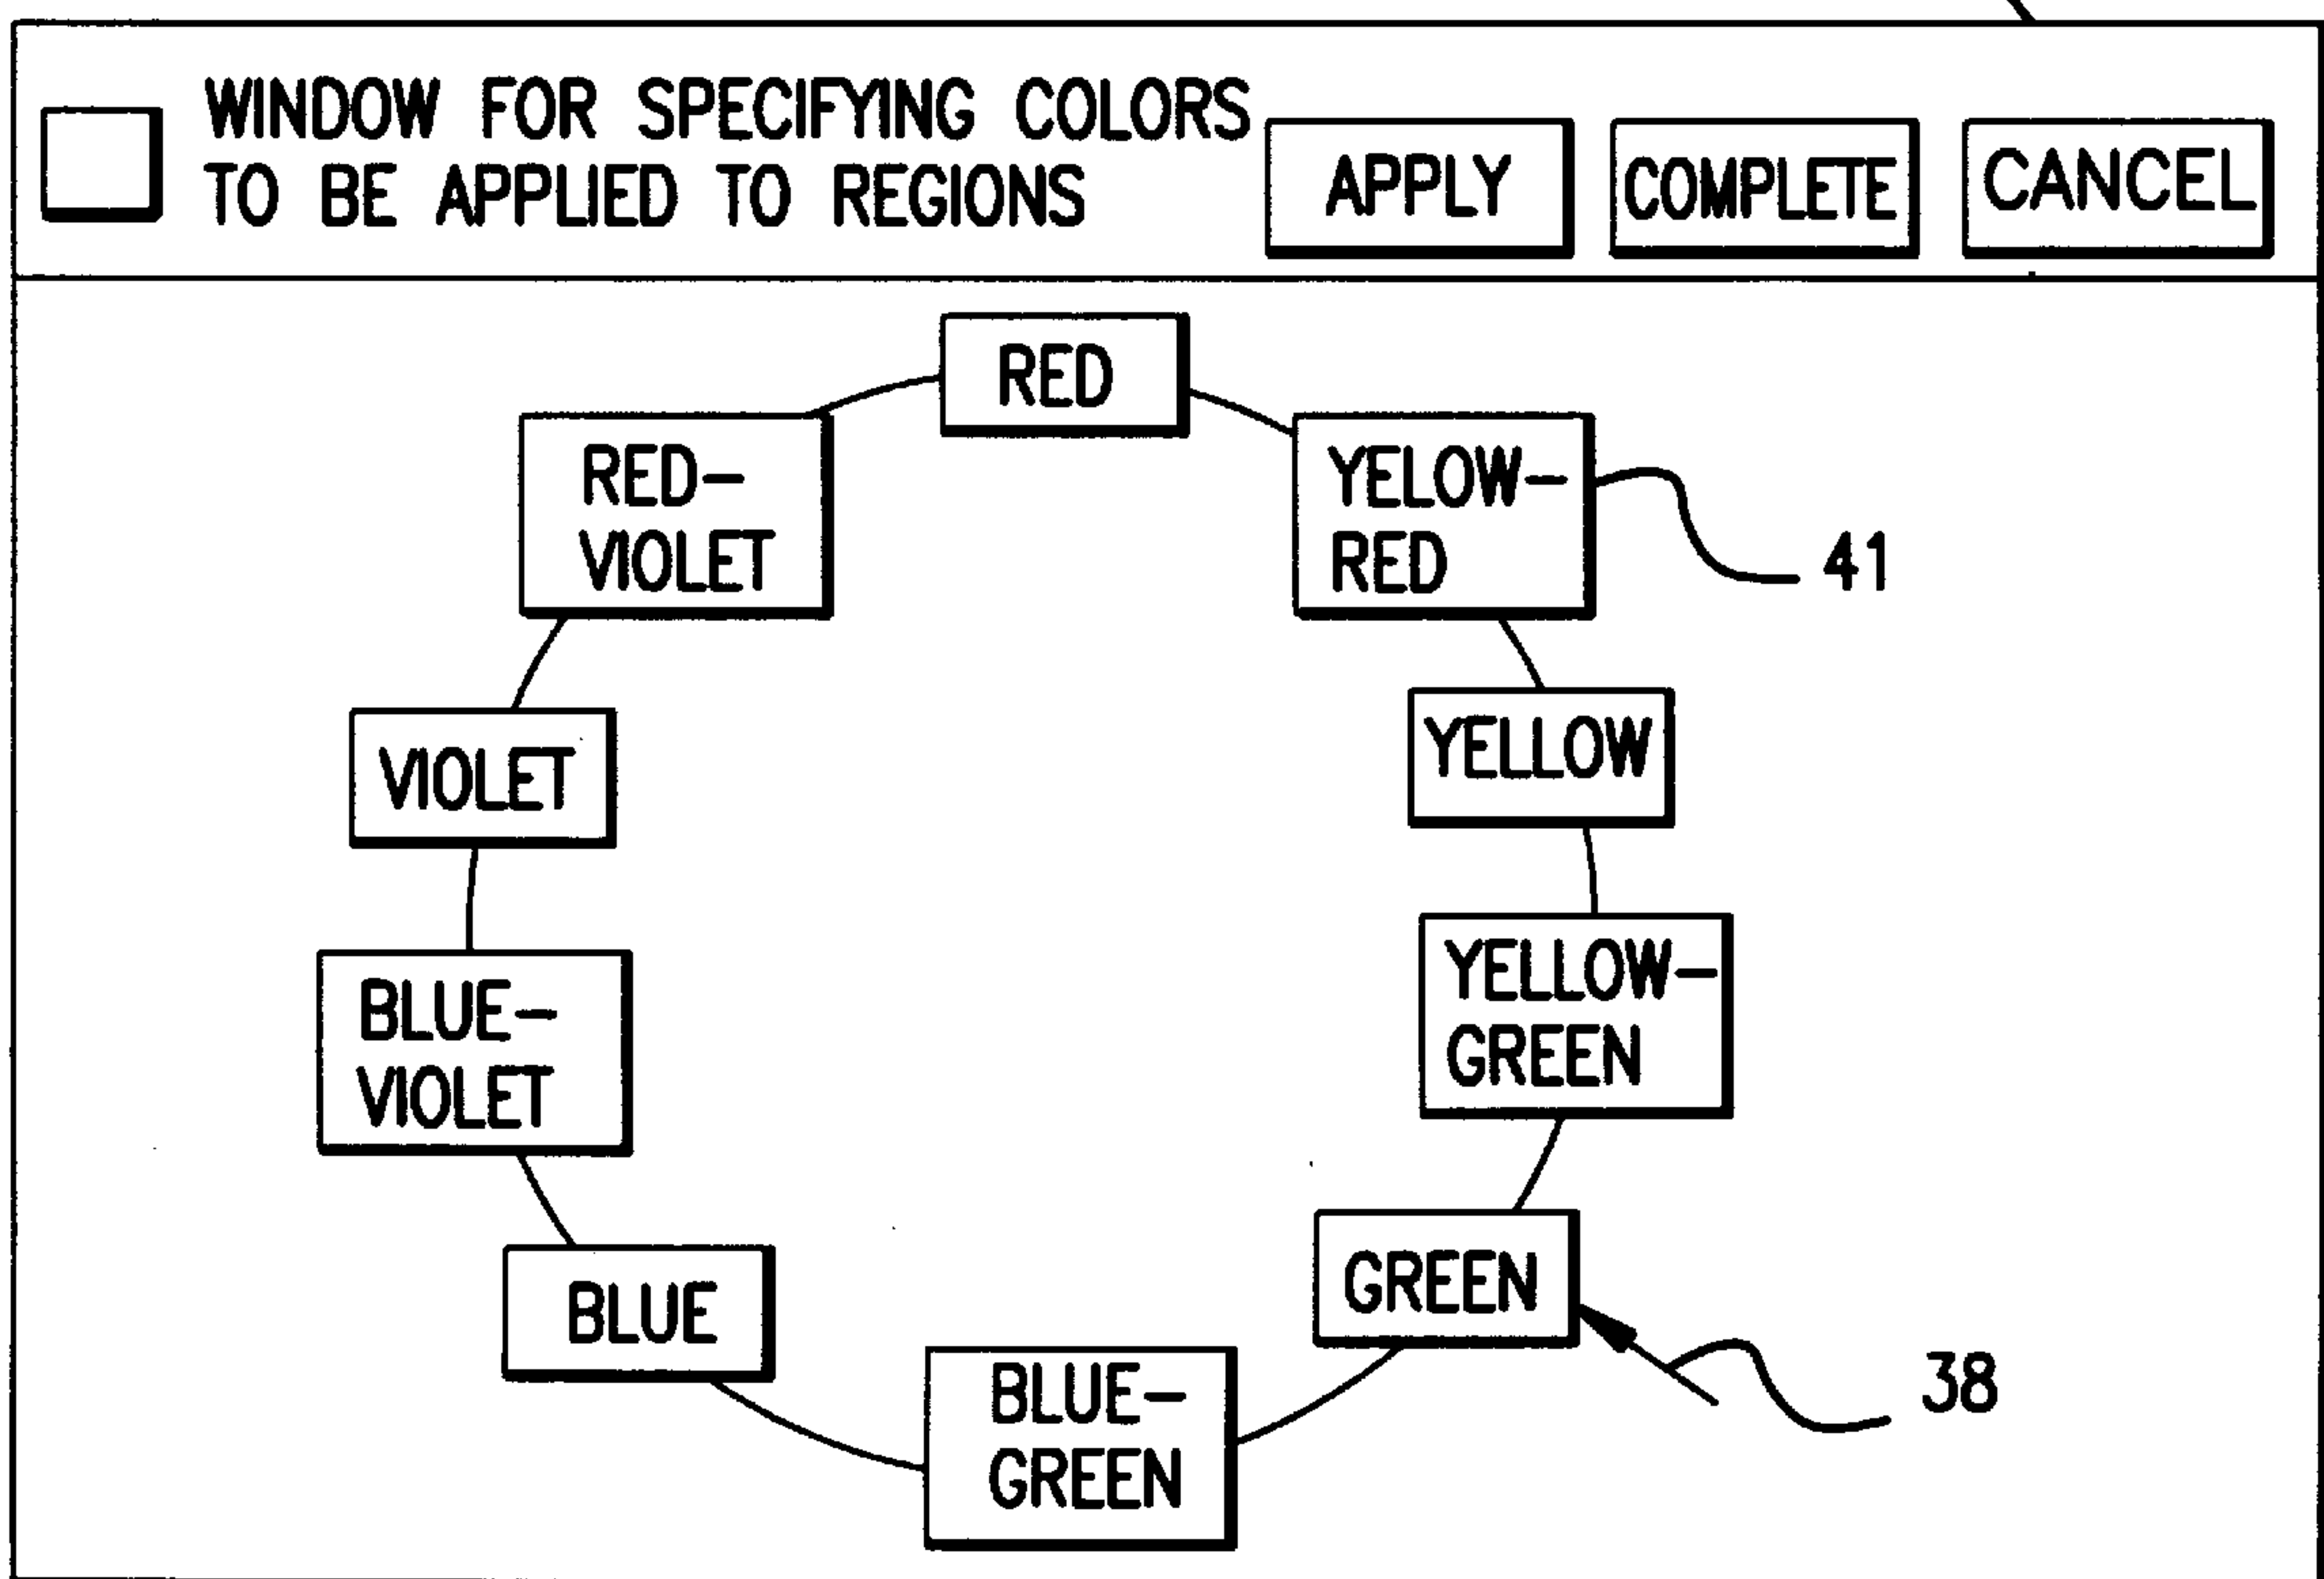 WINDOW FOR SPECIFYING COLORS
TO BE APPLIED TO REGIONS
APPLY
COMPLETE
CANCEL
RED
RED-
VIOLET
YELOW-
RED
41
VIOLET
YELLOW
BLUE-
VIOLET
YELLOW-
GREEN
BLUE
GREEN
BLUE-
GREEN
38